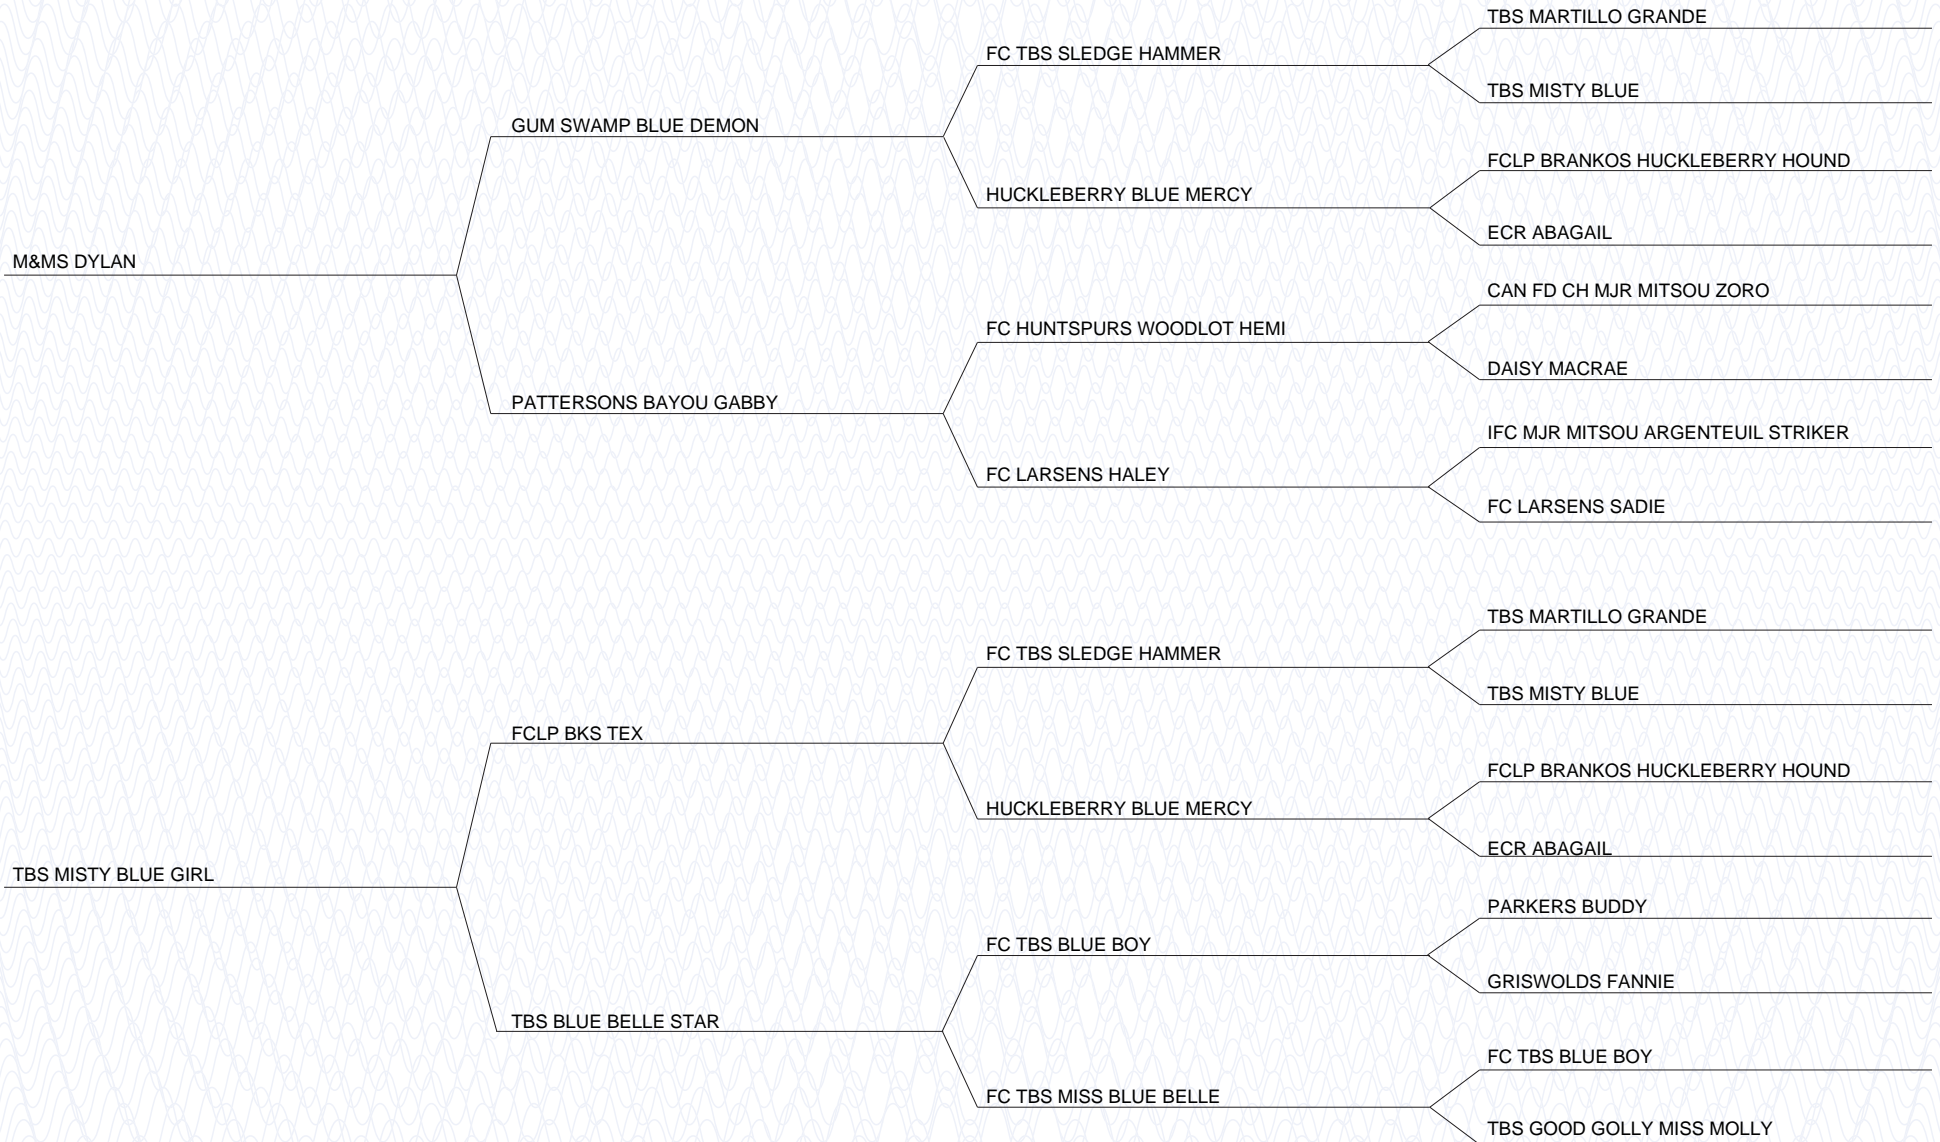 TBS MARTILLO GRANDE
FC TBS SLEDGE HAMMER
TBS MISTY BLUE
GUM SWAMP BLUE DEMON
FCLP BRANKOS HUCKLEBERRY HOUND
HUCKLEBERRY BLUE MERCY
ECR ABAGAIL
M&MS DYLAN
CAN FD CH MJR MITSOU ZORO
FC HUNTSPURS WOODLOT HEMI
DAISY MACRAE
PATTERSONS BAYOU GABBY
IFC MJR MITSOU ARGENTEUIL STRIKER
FC LARSENS HALEY
FC LARSENS SADIE
TBS MARTILLO GRANDE
FC TBS SLEDGE HAMMER
TBS MISTY BLUE
FCLP BKS TEX
FCLP BRANKOS HUCKLEBERRY HOUND
HUCKLEBERRY BLUE MERCY
ECR ABAGAIL
TBS MISTY BLUE GIRL
PARKERS BUDDY
FC TBS BLUE BOY
GRISWOLDS FANNIE
TBS BLUE BELLE STAR
FC TBS BLUE BOY
FC TBS MISS BLUE BELLE
TBS GOOD GOLLY MISS MOLLY